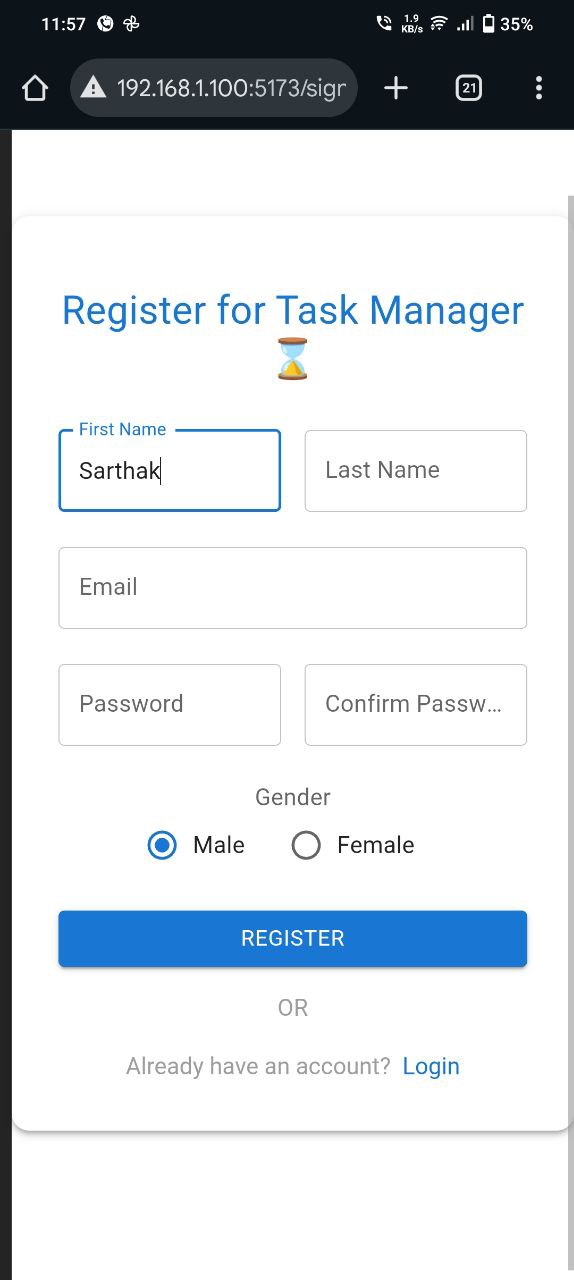 11:57 1.9 KB/s 35%
192.168.1.100:5173/sigr 21
Register for Task Manager
⌛
First Name
Sarthak Last Name
Email
Password Confirm Passw...
Gender
Male Female
REGISTER
OR
Already have an account? Login